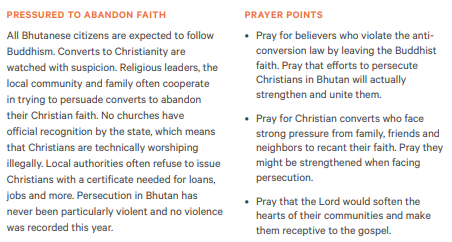 PRESSURED TO ABANDON FAITH
All Bhutanese citizens are expected to follow
Buddhism. Converts to Christianity are
watched with suspicion. Religious leaders, the
local community and family often cooperate
in trying to persuade converts to abandon
their Christian faith. No churches have
official recognition by the state, which means
that Christians are technically worshiping
illegally. Local authorities often refuse to issue
Christians with a certificate needed for loans,
jobs and more. Persecution in Bhutan has
never been particularly violent and no violence
was recorded this year.
PRAYER POINTS
• Pray for believers who violate the anti-
conversion law by leaving the Buddhist
faith. Pray that efforts to persecute
Christians in Bhutan will actually
strengthen and unite them.
• Pray for Christian converts who face
strong pressure from family, friends and
neighbors to recant their faith. Pray they
might be strengthened when facing
persecution.
• Pray that the Lord would soften the
hearts of their communities and make
them receptive to the gospel.